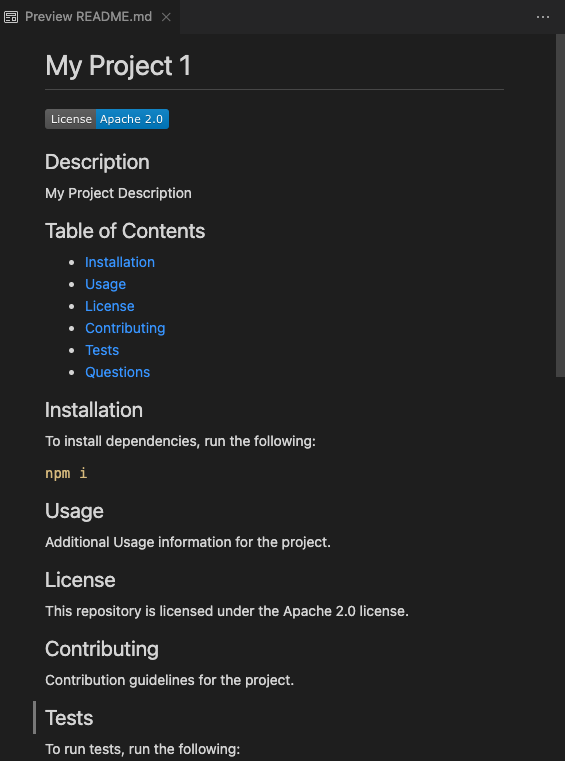 Preview README.md
My Project 1
License Apache 2.0
Description
My Project Description
Table of Contents
Installation
Usage
License
Contributing
Tests
Questions
Installation
To install dependencies, run the following:
npm i
Usage
Additional Usage information for the project.
License
This repository is licensed under the Apache 2.0 license.
Contributing
Contribution guidelines for the project.
Tests
To run tests, run the following: